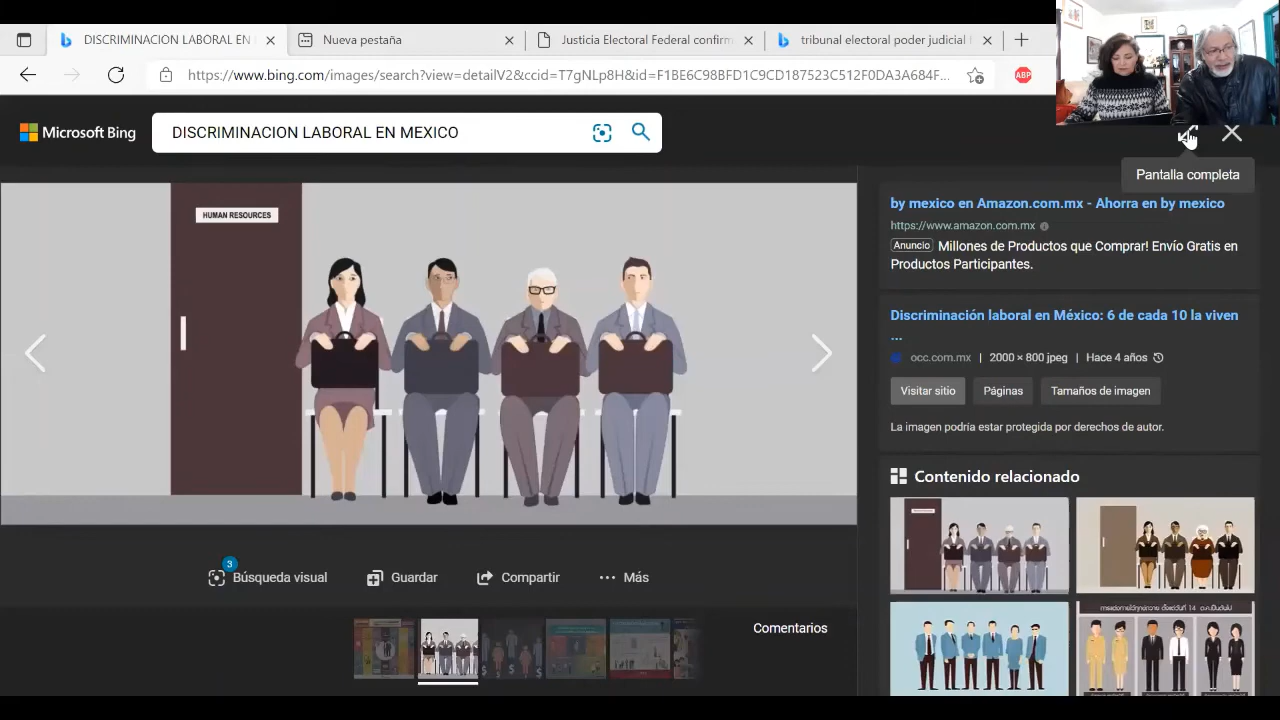 DISCRIMINACION LABORAL EN
Nueva pestaña
Justicia Electoral Federal confirm
tribunal electoral poder judicial
https://www.bing.com/images/search?view=detailV2&ccid=T7gNLp8H&id=F1BE6C98BFD1C9CD187523C512F0DA3A684F...
ABP
Microsoft Bing
DISCRIMINACION LABORAL EN MEXICO
Pantalla completa
HUMAN RESOURCES
by mexico en Amazon.com.mx - Ahorra en by mexico
https://www.amazon.com.mx
Anuncio Millones de Productos que Comprar! Envío Gratis en
Productos Participantes.
Discriminación laboral en México: 6 de cada 10 la viven
...
occ.com.mx | 2000 × 800 jpeg | Hace 4 años
Visitar sitio
Páginas
Tamaños de imagen
La imagen podría estar protegida por derechos de autor.
Contenido relacionado
3
Búsqueda visual
Guardar
Compartir
Más
Comentarios